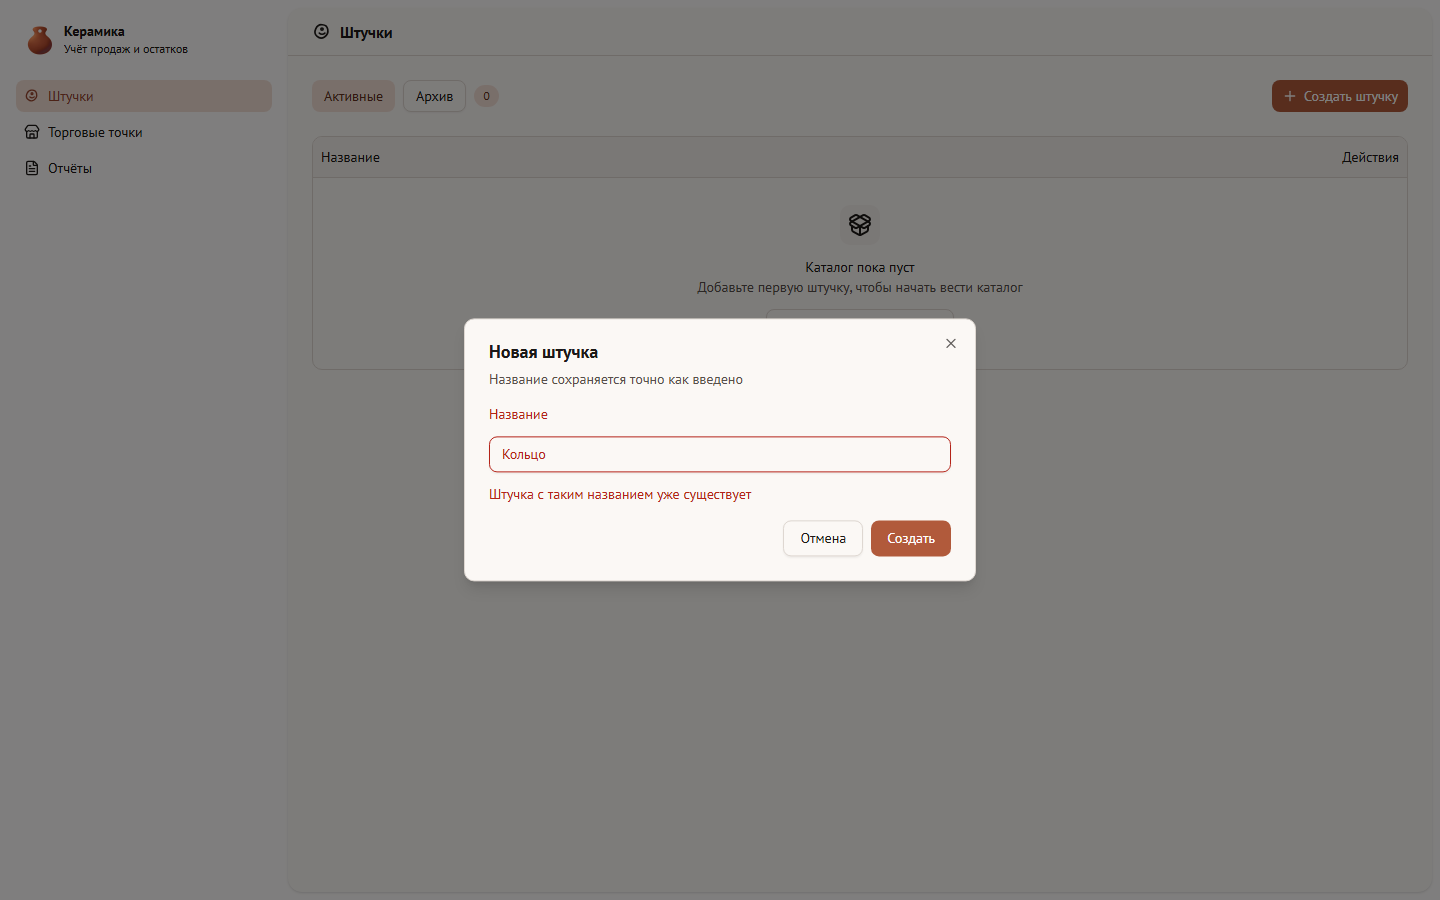 Керамика
Учёт продаж и остатков
Штучки
Торговые точки
Отчёты
Штучки
Активные
Архив
0
Создать штучку
Название
Действия
Каталог пока пуст
Добавьте первую штучку, чтобы начать вести каталог
Новая штучка
Название сохраняется точно как введено
Название
Кольцо
Штучка с таким названием уже существует
Отмена
Создать